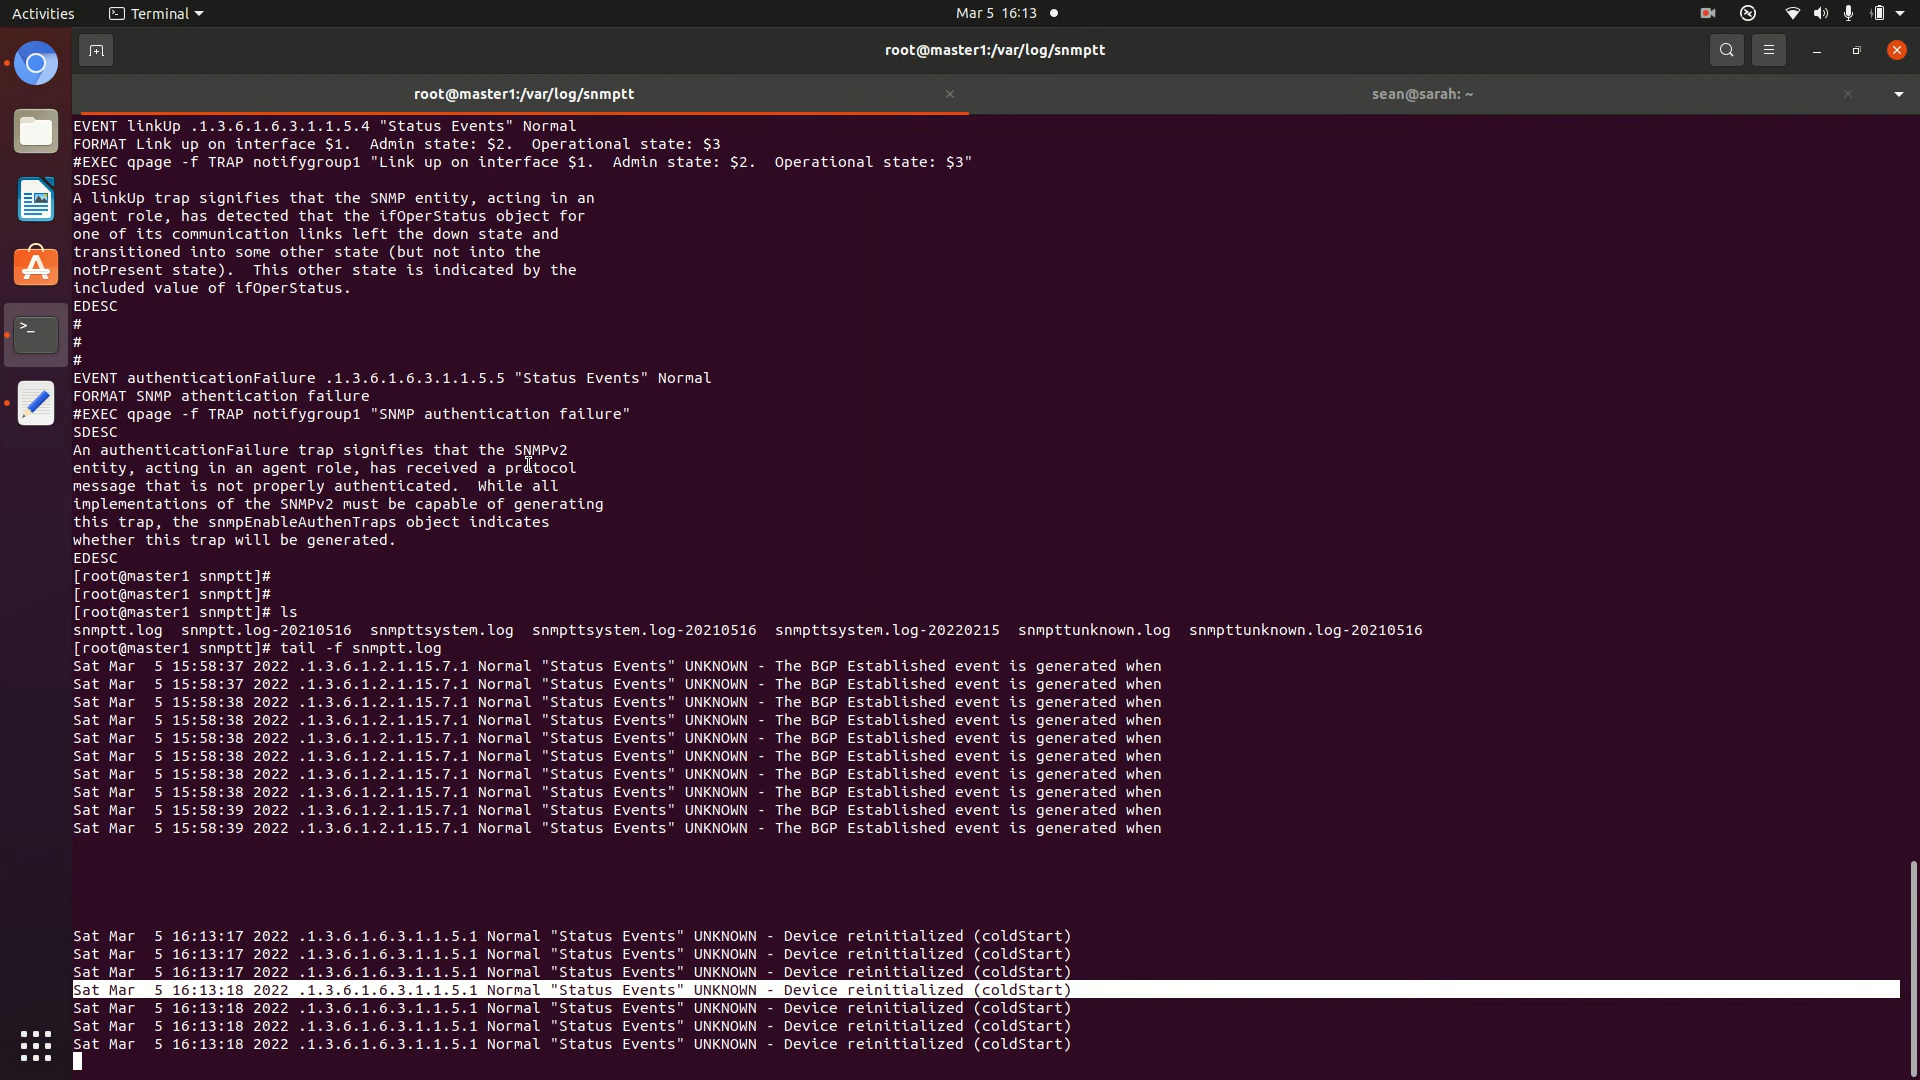 Activities Terminal Mar 5 16:13
root@master1:/var/log/snmptt
root@master1:/var/log/snmptt sean@sarah: ~
EVENT linkUp .1.3.6.1.6.3.1.1.5.4 "Status Events" Normal
FORMAT Link up on interface $1.  Admin state: $2.  Operational state: $3
#EXEC qpage -f TRAP notifygroup1 "Link up on interface $1.  Admin state: $2.  Operational state: $3"
SDESC
A linkUp trap signifies that the SNMP entity, acting in an
agent role, has detected that the ifOperStatus object for
one of its communication links left the down state and
transitioned into some other state (but not into the
notPresent state).  This other state is indicated by the
included value of ifOperStatus.
EDESC
#
#
#
EVENT authenticationFailure .1.3.6.1.6.3.1.1.5.5 "Status Events" Normal
FORMAT SNMP athentication failure
#EXEC qpage -f TRAP notifygroup1 "SNMP authentication failure"
SDESC
An authenticationFailure trap signifies that the SNMPv2
entity, acting in an agent role, has received a protocol
message that is not properly authenticated.  While all
implementations of the SNMPv2 must be capable of generating
this trap, the snmpEnableAuthenTraps object indicates
whether this trap will be generated.
EDESC
[root@master1 snmptt]#
[root@master1 snmptt]#
[root@master1 snmptt]# ls
snmptt.log  snmptt.log-20210516  snmpttsystem.log  snmpttsystem.log-20210516  snmpttsystem.log-20220215  snmpttunknown.log  snmpttunknown.log-20210516
[root@master1 snmptt]# tail -f snmptt.log
Sat Mar  5 15:58:37 2022 .1.3.6.1.2.1.15.7.1 Normal "Status Events" UNKNOWN - The BGP Established event is generated when
Sat Mar  5 15:58:37 2022 .1.3.6.1.2.1.15.7.1 Normal "Status Events" UNKNOWN - The BGP Established event is generated when
Sat Mar  5 15:58:38 2022 .1.3.6.1.2.1.15.7.1 Normal "Status Events" UNKNOWN - The BGP Established event is generated when
Sat Mar  5 15:58:38 2022 .1.3.6.1.2.1.15.7.1 Normal "Status Events" UNKNOWN - The BGP Established event is generated when
Sat Mar  5 15:58:38 2022 .1.3.6.1.2.1.15.7.1 Normal "Status Events" UNKNOWN - The BGP Established event is generated when
Sat Mar  5 15:58:38 2022 .1.3.6.1.2.1.15.7.1 Normal "Status Events" UNKNOWN - The BGP Established event is generated when
Sat Mar  5 15:58:38 2022 .1.3.6.1.2.1.15.7.1 Normal "Status Events" UNKNOWN - The BGP Established event is generated when
Sat Mar  5 15:58:38 2022 .1.3.6.1.2.1.15.7.1 Normal "Status Events" UNKNOWN - The BGP Established event is generated when
Sat Mar  5 15:58:39 2022 .1.3.6.1.2.1.15.7.1 Normal "Status Events" UNKNOWN - The BGP Established event is generated when
Sat Mar  5 15:58:39 2022 .1.3.6.1.2.1.15.7.1 Normal "Status Events" UNKNOWN - The BGP Established event is generated when
Sat Mar  5 16:13:17 2022 .1.3.6.1.6.3.1.1.5.1 Normal "Status Events" UNKNOWN - Device reinitialized (coldStart)
Sat Mar  5 16:13:17 2022 .1.3.6.1.6.3.1.1.5.1 Normal "Status Events" UNKNOWN - Device reinitialized (coldStart)
Sat Mar  5 16:13:17 2022 .1.3.6.1.6.3.1.1.5.1 Normal "Status Events" UNKNOWN - Device reinitialized (coldStart)
Sat Mar  5 16:13:18 2022 .1.3.6.1.6.3.1.1.5.1 Normal "Status Events" UNKNOWN - Device reinitialized (coldStart)
Sat Mar  5 16:13:18 2022 .1.3.6.1.6.3.1.1.5.1 Normal "Status Events" UNKNOWN - Device reinitialized (coldStart)
Sat Mar  5 16:13:18 2022 .1.3.6.1.6.3.1.1.5.1 Normal "Status Events" UNKNOWN - Device reinitialized (coldStart)
Sat Mar  5 16:13:18 2022 .1.3.6.1.6.3.1.1.5.1 Normal "Status Events" UNKNOWN - Device reinitialized (coldStart)